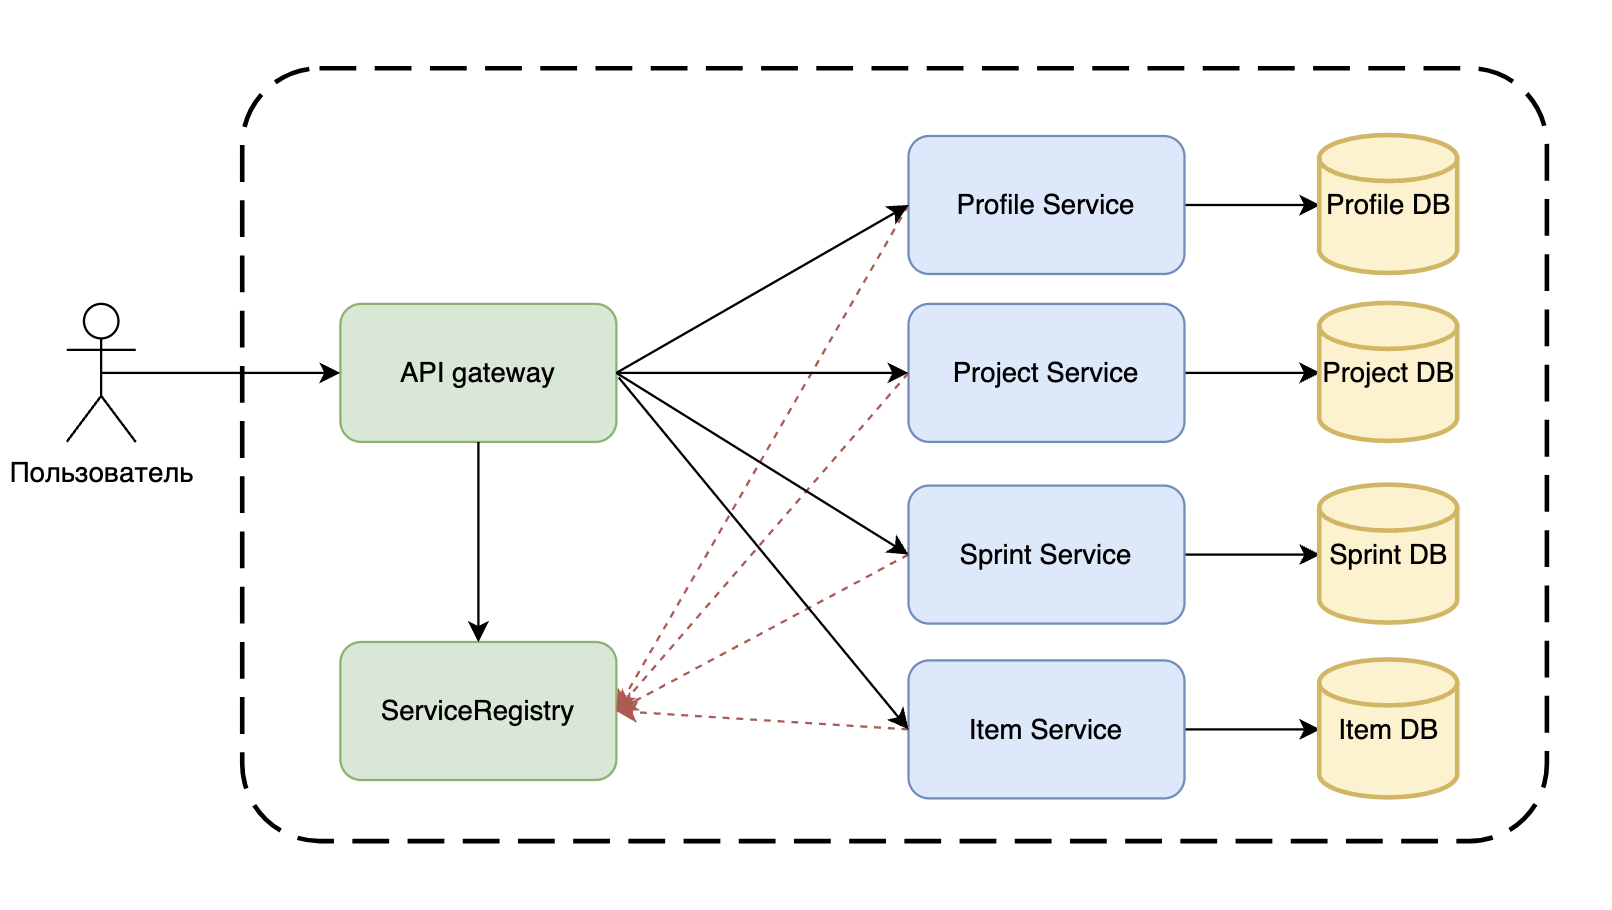 Profile Service
Profile DB
Пользователь
API gateway
Project Service
Project DB
Sprint Service
Sprint DB
ServiceRegistry
Item Service
Item DB